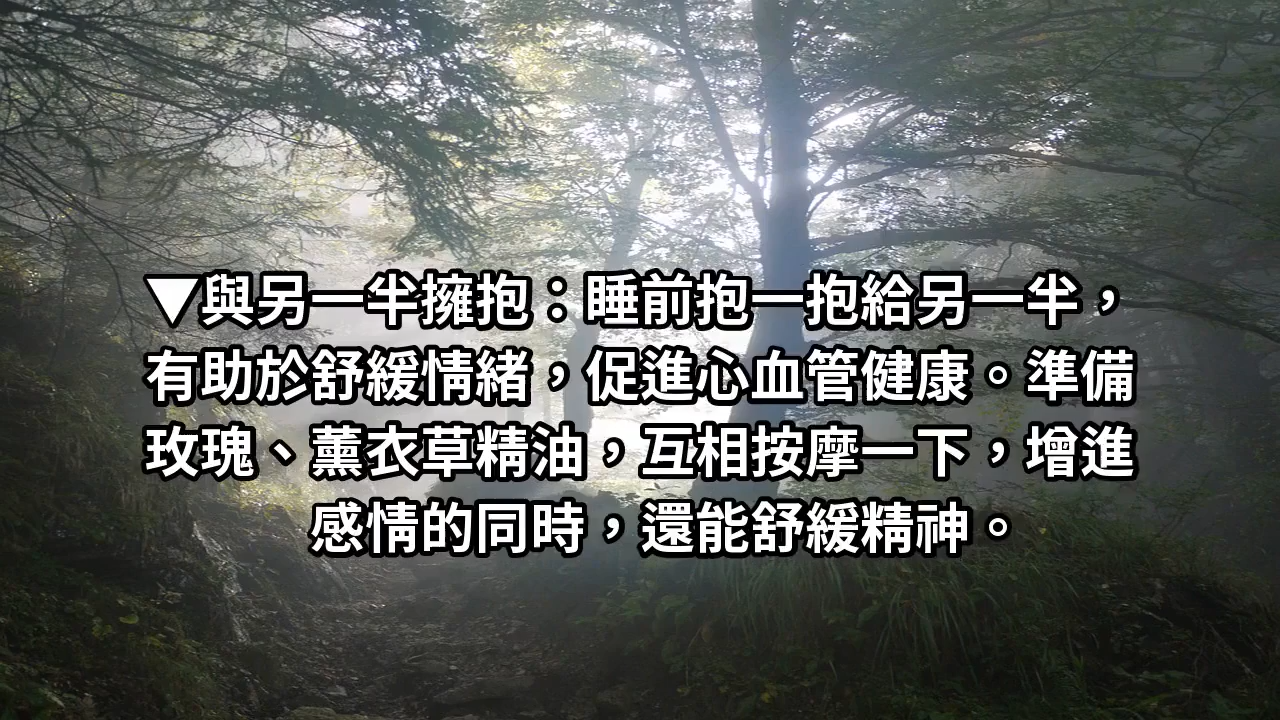 ▼與另一半擁抱：睡前抱一抱給另一半，
有助於舒緩情緒，促進心血管健康。準備
玫瑰、薰衣草精油，互相按摩一下，增進
感情的同時，還能舒緩精神。